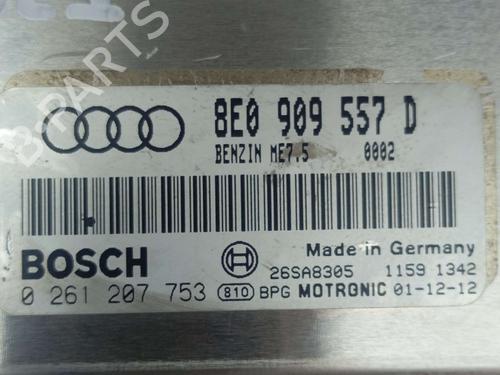 B-PARTS
8E0 909 557 D
BENZIN ME7.5 0002
BOSCH
Made in Germany
26SA8305 1159 1342
0 261 207 753 810 BPG MOTRONIC 01-12-12